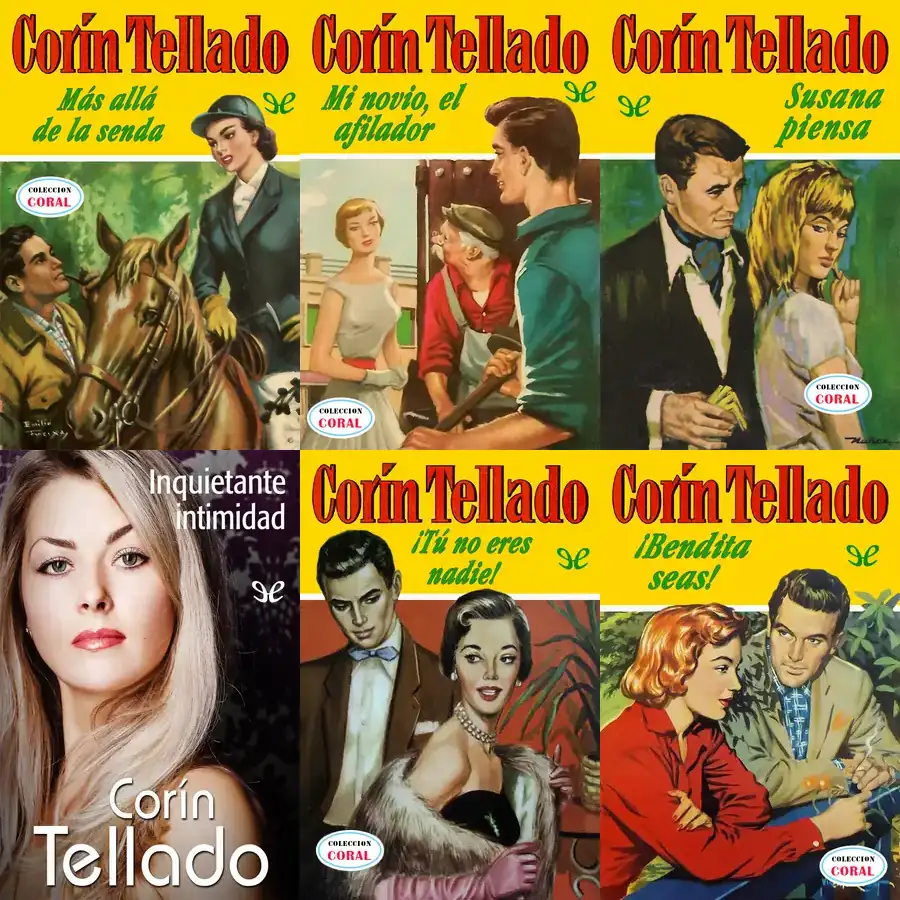 Corín Tellado
Más allá
de la senda
COLECCION
CORAL
Emilio
Corín Tellado
Mi novio, el
afilador
COLECCION
CORAL
Corín Tellado
Susana
piensa
COLECCION
CORAL
Inquietante
intimidad
Corín
Tellado
Corín Tellado
¡Tú no eres
nadie!
COLECCION
CORAL
Corín Tellado
¡Bendita
seas!
COLECCION
CORAL